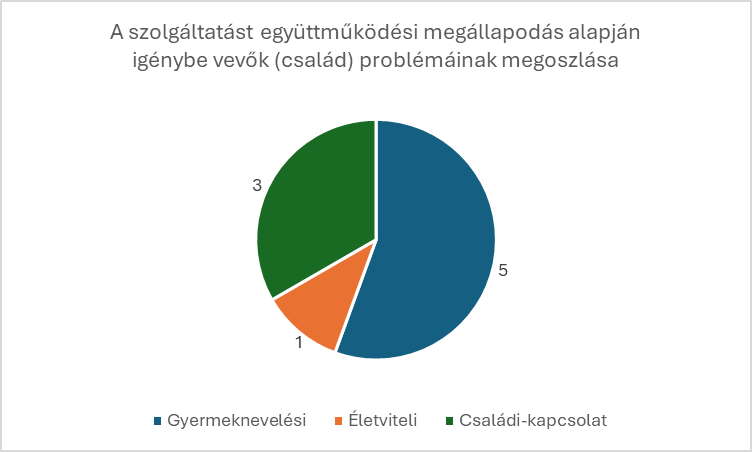 A szolgáltatást együttműködési megállapodás alapján
igénybe vevők (család) problémáinak megoszlása
3
5
1
Gyermeknevelési
Életviteli
Családi-kapcsolat